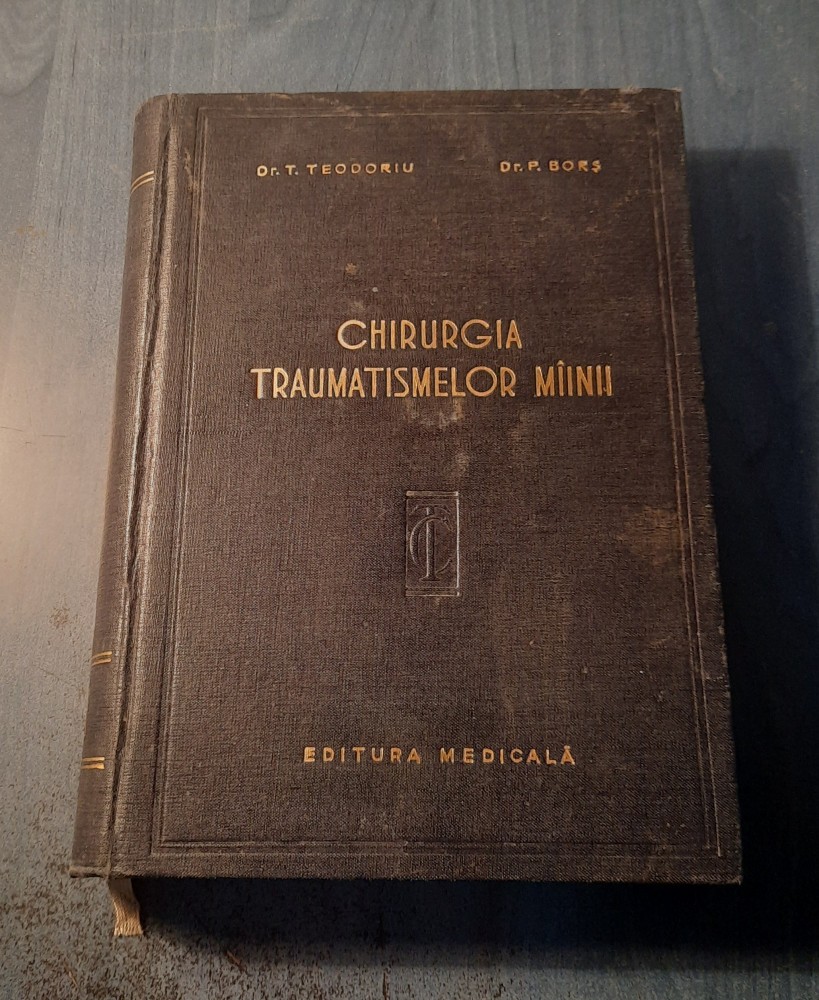 Dr. T. TEODORIU Dr. P. BORȘ
CHIRURGIA
TRAUMATISMELOR MÎINII
EDITURA MEDICALĂ